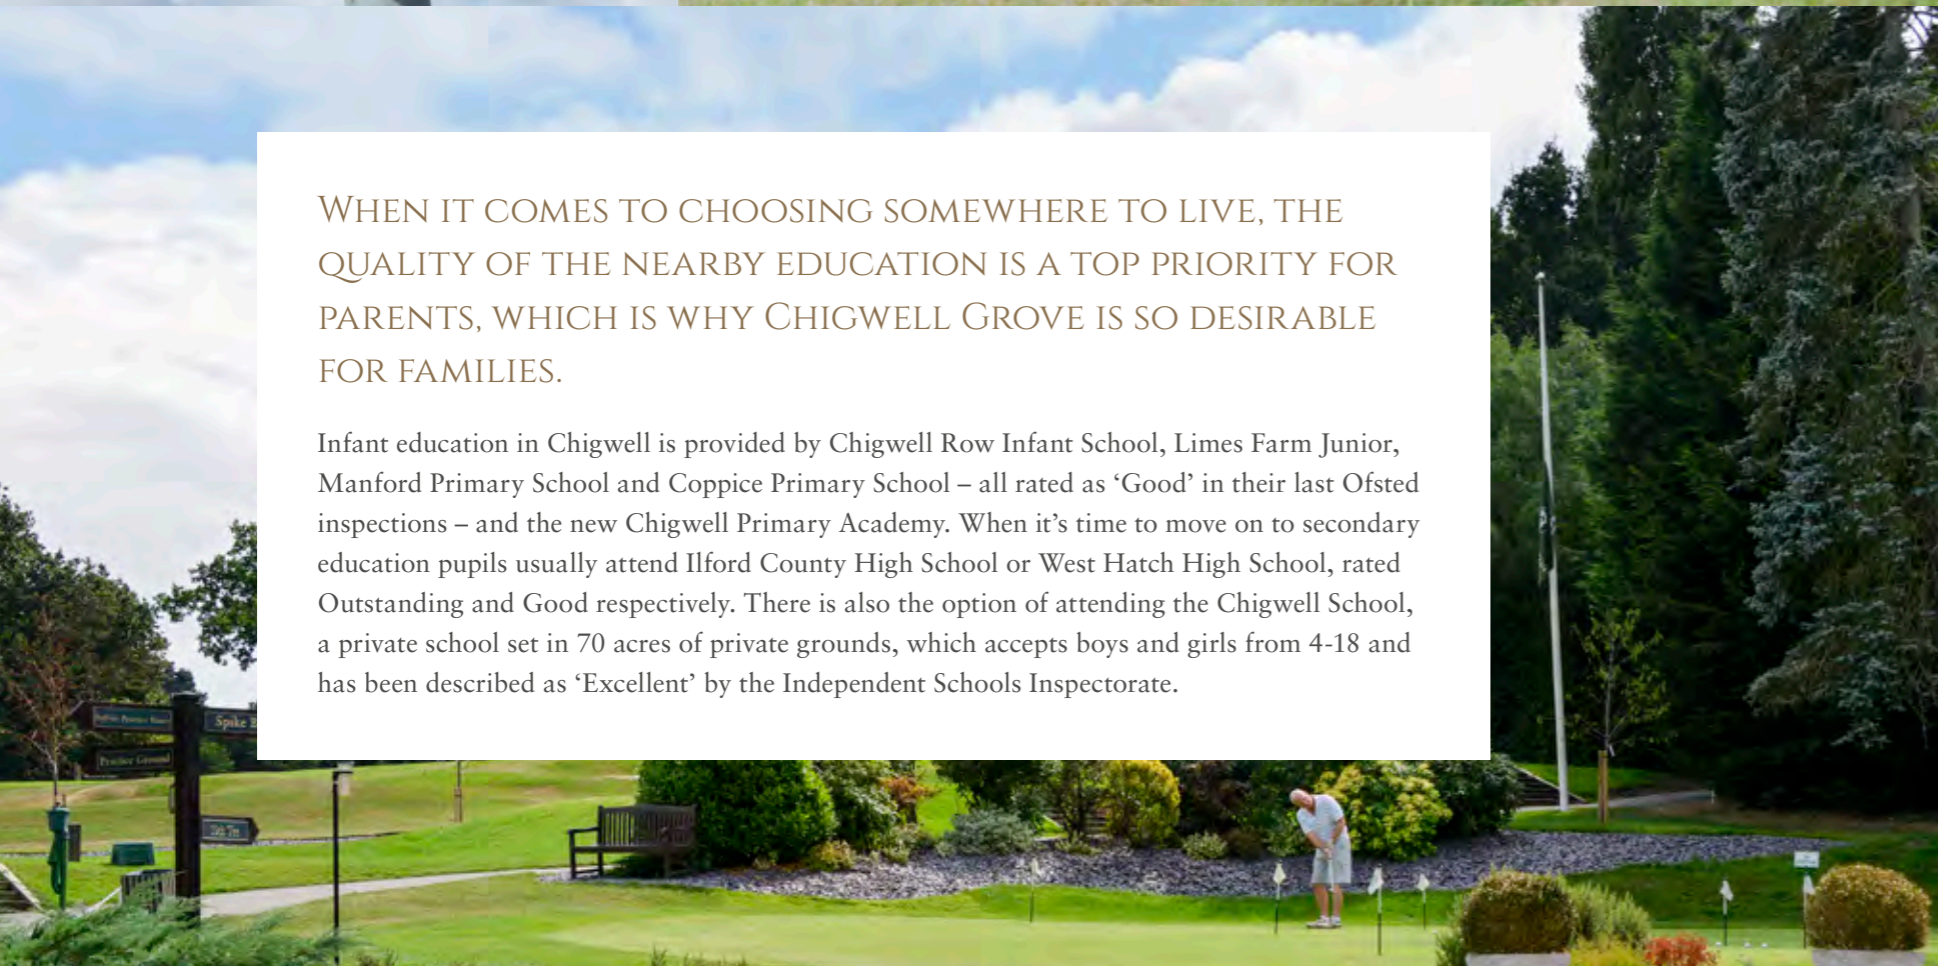 When it comes to choosing somewhere to live, the
quality of the nearby education is a top priority for
parents, which is why Chigwell Grove is so desirable
for families.
Infant education in Chigwell is provided by Chigwell Row Infant School, Limes Farm Junior,
Manford Primary School and Coppice Primary School – all rated as ‘Good’ in their last Ofsted
inspections – and the new Chigwell Primary Academy. When it’s time to move on to secondary
education pupils usually attend Ilford County High School or West Hatch High School, rated
Outstanding and Good respectively. There is also the option of attending the Chigwell School,
a private school set in 70 acres of private grounds, which accepts boys and girls from 4-18 and
has been described as ‘Excellent’ by the Independent Schools Inspectorate.
Spike
Practice Ground